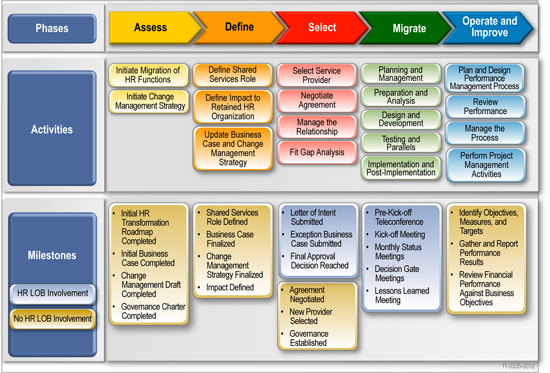 Phases
Assess
Define
Select
Migrate
Operate and
Improve
Activities
Initiate Migration of
HR Functions
Initiate Change
Management Strategy
Define Shared
Services Role
Define Impact to
Retained HR
Organization
Update Business
Case and Change
Management
Strategy
Select Service
Provider
Negotiate
Agreement
Manage the
Relationship
Fit Gap Analysis
Planning and
Management
Preparation and
Analysis
Design and
Development
Testing and
Parallels
Implementation and
Post-Implementation
Plan and Design
Performance
Management Process
Review
Performance
Manage the
Process
Perform Project
Management
Activities
Milestones
HR LOB Involvement
No HR LOB Involvement
• Initial HR
Transformation
Roadmap
Completed
• Initial Business
Case Completed
• Change
Management Draft
Completed
• Governance Charter
Completed
• Shared Services
Role Defined
• Business Case
Finalized
• Change
Management
Strategy Finalized
• Impact Defined
• Letter of Intent
Submitted
• Exception Business
Case Submitted
• Final Approval
Decision Reached
• Agreement
Negotiated
• New Provider
Selected
• Governance
Established
• Pre-Kick-off
Teleconference
• Kick-off Meeting
• Monthly Status
Meetings
• Decision Gate
Meetings
• Lessons Learned
Meeting
• Identify Objectives,
Measures, and
Targets
• Gather and Report
Performance
Results
• Review Financial
Performance
Against Business
Objectives
11-0335-001d